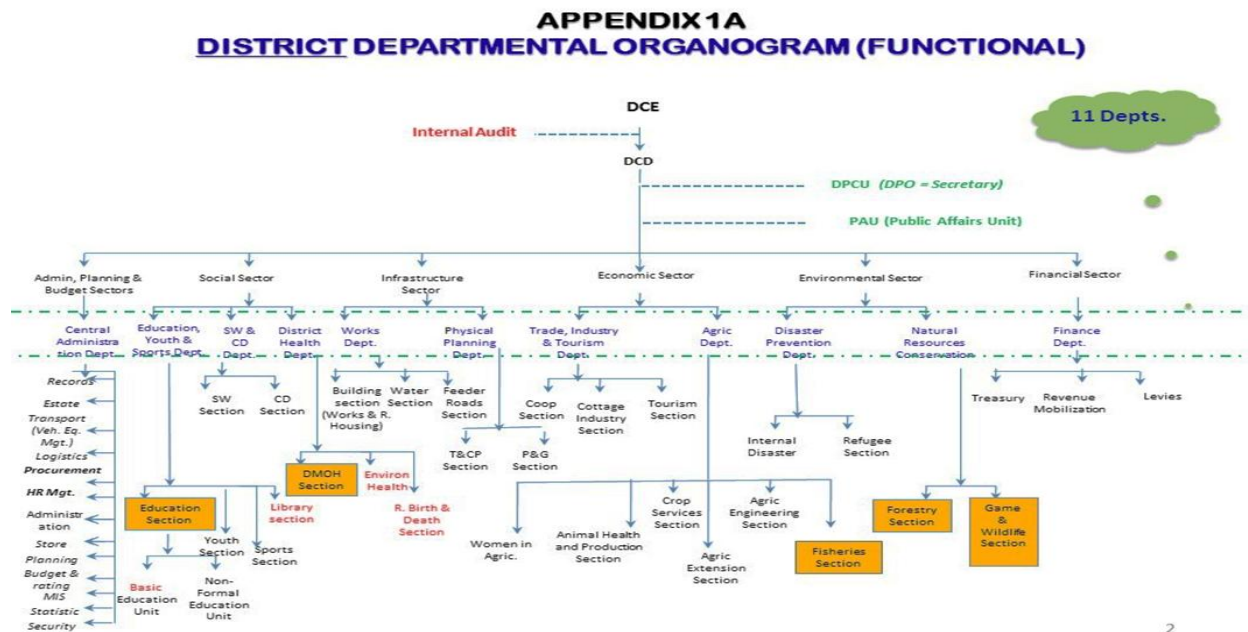 APPENDIX 1A
DISTRICT DEPARTMENTAL ORGANOGRAM (FUNCTIONAL)
DCE
11 Depts.
Internal Audit
DCD
DPCU (DPO = Secretary)
PAU (Public Affairs Unit)
Admin, Planning &
Budget Sectors
Social Sector
Infrastructure
Sector
Economic Sector
Environmental Sector
Financial Sector
Central
Administra
tion Dept.
Education,
Youth &
Sports Dept.
SW &
CD
Dept.
District
Health
Dept.
Works
Dept.
Physical
Planning
Dept.
Trade, Industry
& Tourism
Dept.
Agric
Dept.
Disaster
Prevention
Dept.
Natural
Resources
Conservation
Finance
Dept.
Records
Estate
Transport
(Veh. Eq.
Mgt.)
Logistics
Procurement
HR Mgt.
Administr
ation
Store
Planning
Budget &
rating
MIS
Statistic
Security
SW
Section
CD
Section
Building
section
(Works & R.
Housing)
Water
Section
Feeder
Roads
Section
Coop
Section
Cottage
Industry
Section
Tourism
Section
Internal
Disaster
Refugee
Section
Treasury
Revenue
Mobilization
Levies
T&CP
Section
P&G
Section
DMOH
Section
Environ
Health
R. Birth &
Death
Section
Education
Section
Library
section
Youth
Section
Sports
Section
Basic
Education
Unit
Non-
Formal
Education
Unit
Women in
Agric.
Animal Health
and Production
Section
Crop
Services
Section
Agric
Extension
Section
Agric
Engineering
Section
Fisheries
Section
Forestry
Section
Game
&
Wildlife
Section
2